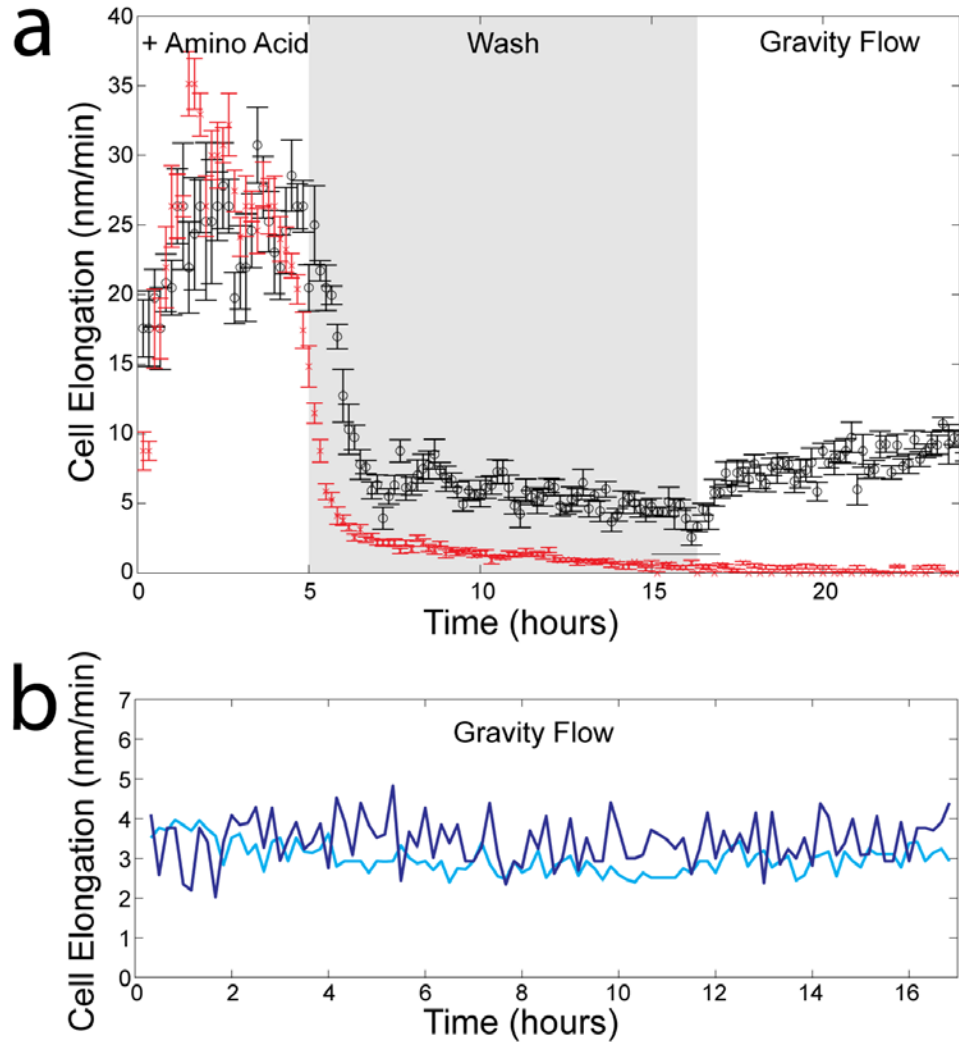 a
+ Amino Acid Wash Gravity Flow
Cell Elongation (nm/min)
40
35
30
25
20
15
10
5
0
0 5 10 15 20
Time (hours)
b
Gravity Flow
Cell Elongation (nm/min)
7
6
5
4
3
2
1
0
0 2 4 6 8 10 12 14 16
Time (hours)